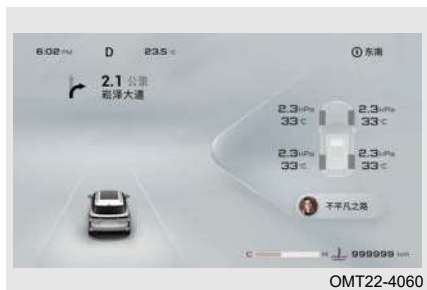 6:02 PM D 23.5 ℃ 东南
2.1 公里
崧泽大道
2.3 kPa 2.3 kPa
33 ℃ 33 ℃
2.3 kPa 2.3 kPa
33 ℃ 33 ℃
不平凡之路
C H 999999 km
OMT22-4060